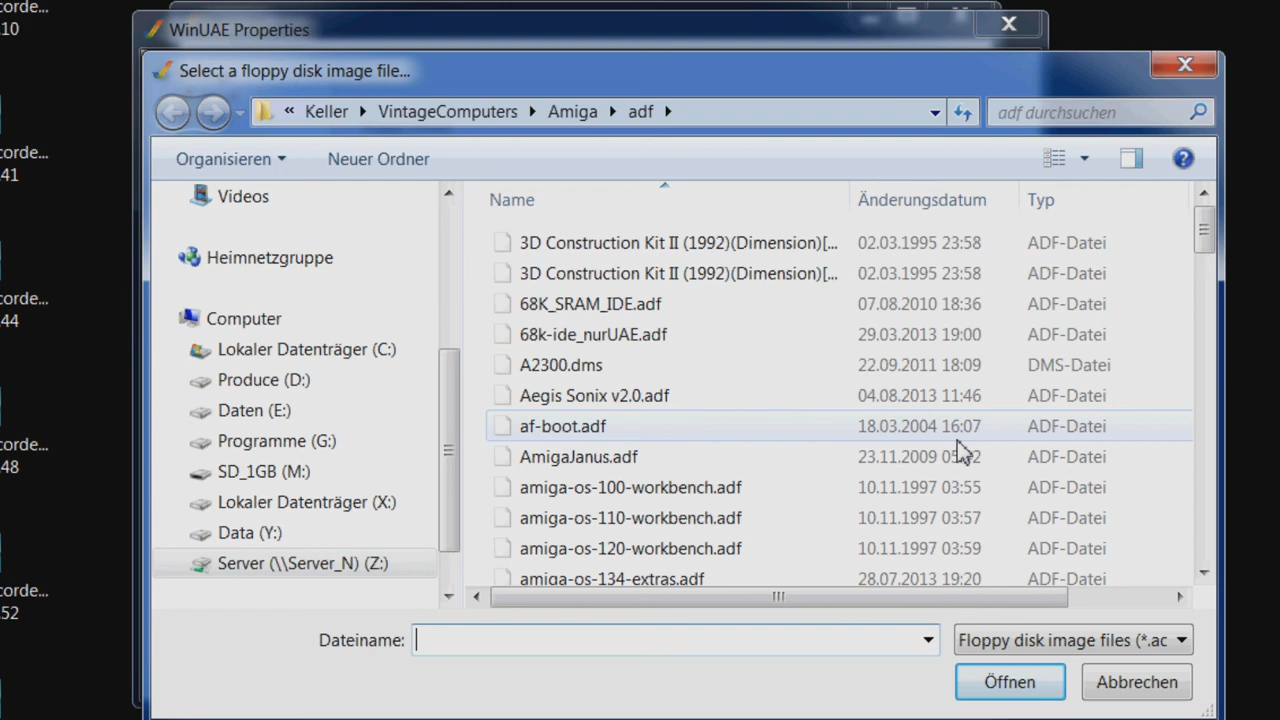 corde...
10
corde...
41
corde...
44
corde...
48
corde...
52
WinUAE Properties
Select a floppy disk image file...
« Keller VintageComputers Amiga adf
adf durchsuchen
Organisieren Neuer Ordner
Videos
Heimnetzgruppe
Computer
Lokaler Datenträger (C:)
Produce (D:)
Daten (E:)
Programme (G:)
SD_1GB (M:)
Lokaler Datenträger (X:)
Data (Y:)
Server (\\Server_N) (Z:)
Name Änderungsdatum Typ
3D Construction Kit II (1992)(Dimension)[... 02.03.1995 23:58 ADF-Datei
3D Construction Kit II (1992)(Dimension)[... 02.03.1995 23:58 ADF-Datei
68K_SRAM_IDE.adf 07.08.2010 18:36 ADF-Datei
68k-ide_nurUAE.adf 29.03.2013 19:00 ADF-Datei
A2300.dms 22.09.2011 18:09 DMS-Datei
Aegis Sonix v2.0.adf 04.08.2013 11:46 ADF-Datei
af-boot.adf 18.03.2004 16:07 ADF-Datei
AmigaJanus.adf 23.11.2009 ADF-Datei
amiga-os-100-workbench.adf 10.11.1997 03:55 ADF-Datei
amiga-os-110-workbench.adf 10.11.1997 03:57 ADF-Datei
amiga-os-120-workbench.adf 10.11.1997 03:59 ADF-Datei
amiga-os-134-extras.adf 28.07.2013 19:20 ADF-Datei
Dateiname:
Floppy disk image files (*.ac
Öffnen Abbrechen